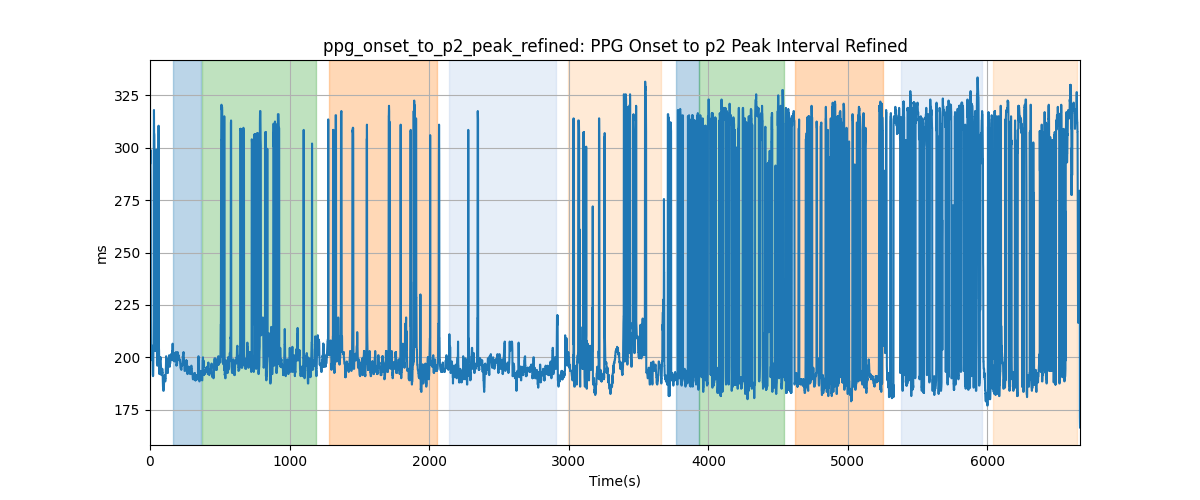 ppg_onset_to_p2_peak_refined: PPG Onset to p2 Peak Interval Refined
325
300
275
250
225
200
175
ms
0 1000 2000 3000 4000 5000 6000
Time(s)